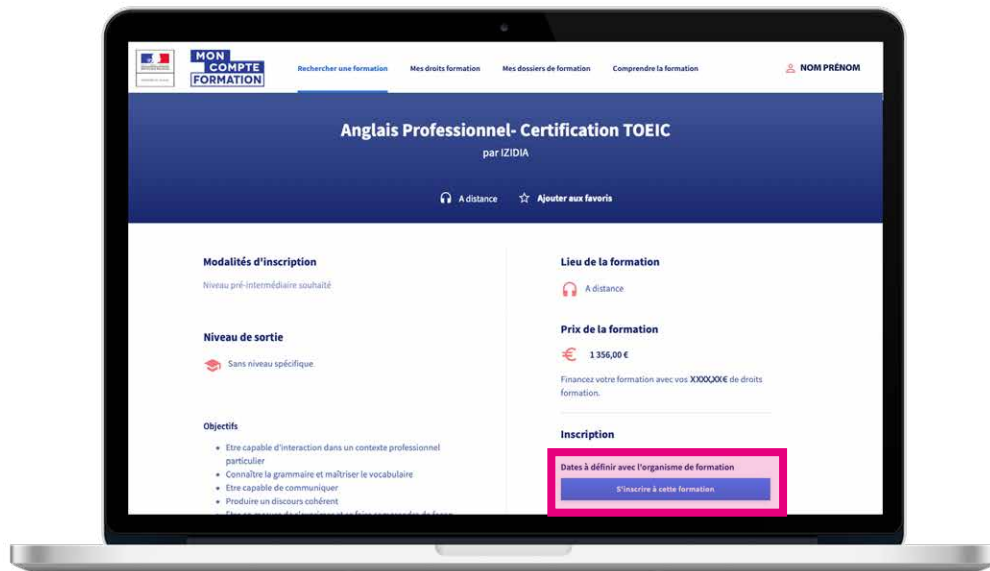 MON
COMPTE
FORMATION
Rechercher une formation
Mes droits formation
Mes dossiers de formation
Comprendre la formation
NOM PRÉNOM
Anglais Professionnel- Certification TOEIC
par IZIDIA
A distance
Ajouter aux favoris
Modalités d'inscription
Niveau pré-intermédiaire souhaité
Niveau de sortie
Sans niveau spécifique
Objectifs
• Etre capable d'interaction dans un contexte professionnel
particulier
• Connaître la grammaire et maîtriser le vocabulaire
• Etre capable de communiquer
• Produire un discours cohérent
Lieu de la formation
A distance
Prix de la formation
1 356,00 €
Financez votre formation avec vos XXXX,XX€ de droits
formation.
Inscription
Dates à définir avec l'organisme de formation
S'inscrire à cette formation